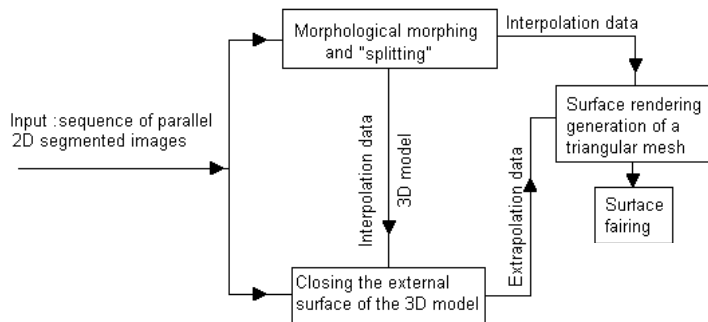 Input :sequence of parallel
2D segmented images
Morphological morphing
and "splitting"
Interpolation data
Interpolation data
3D model
Closing the external
surface of the 3D model
Extrapolation data
Surface rendering
generation of a
triangular mesh
Surface
fairing